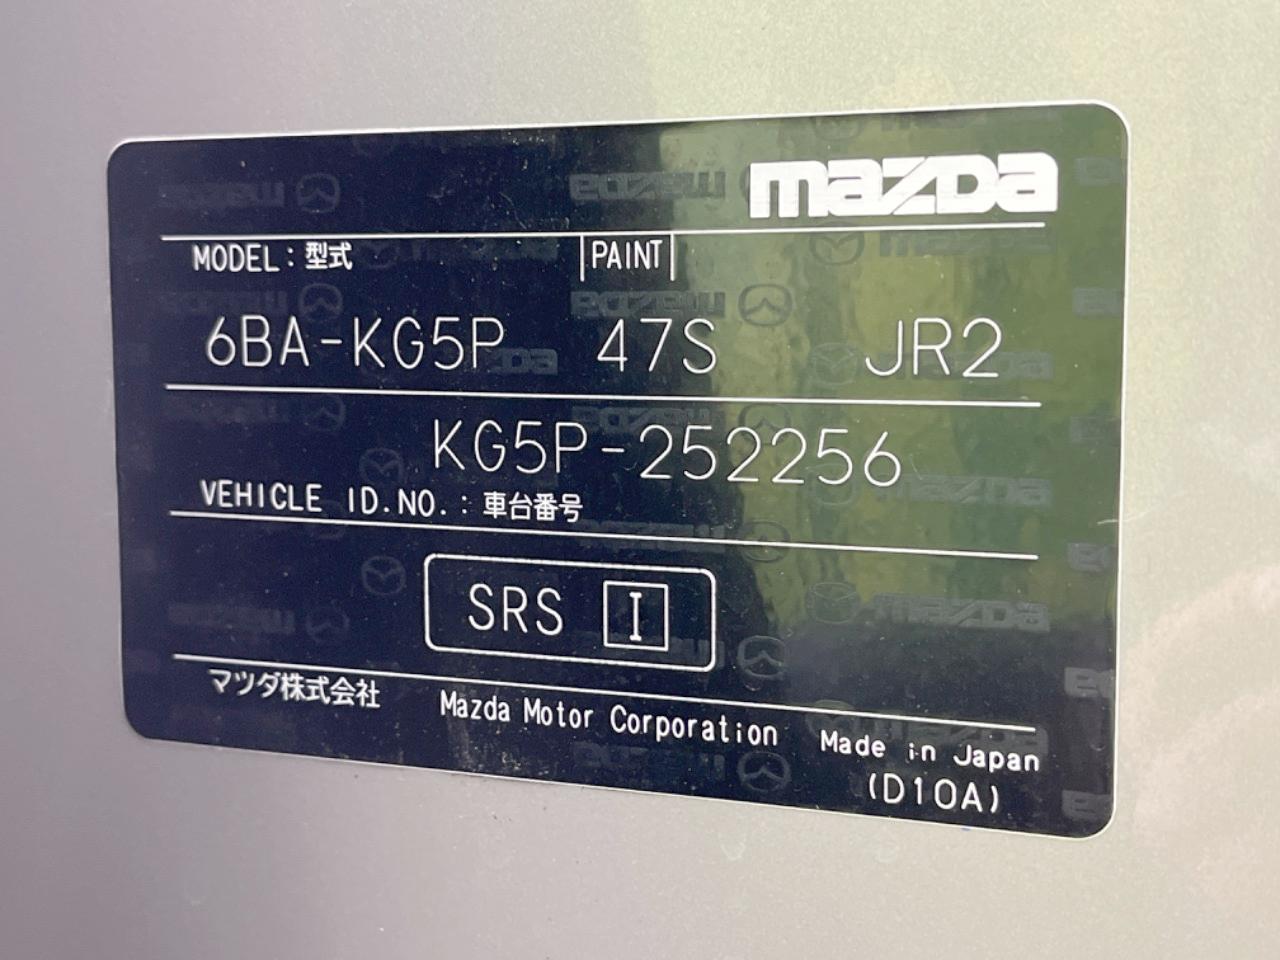 mazda
MODEL : 型式 PAINT
6BA-KG5P 47S JR2
KG5P-252256
VEHICLE ID.NO. : 車台番号
SRS I
マツダ株式会社 Mazda Motor Corporation Made in Japan
(D10A)